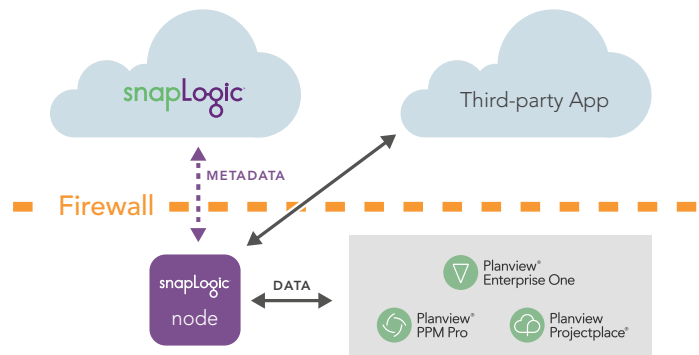 snapLogic
Third-party App
METADATA
Firewall
snapLogic
node
DATA
Planview®
Enterprise One
Planview®
PPM Pro
Planview
Projectplace®